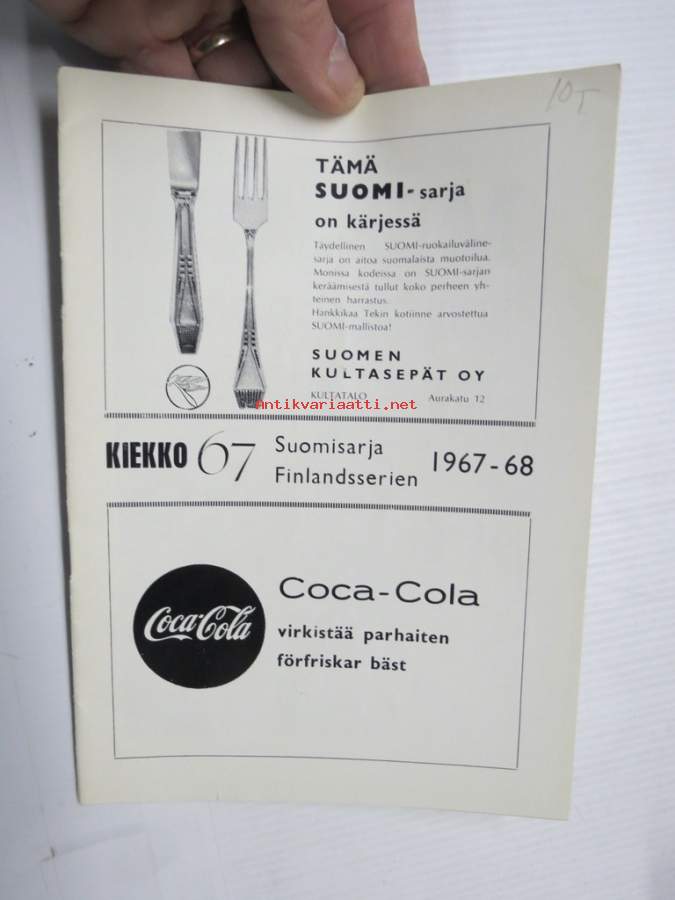 10,-
TÄMÄ
SUOMI-sarja
on kärjessä
Täydellinen SUOMI-ruokailuväline-
sarja on aitoa suomalaista muotoilua.
Monissa kodeissa on SUOMI-sarjan
keräämisestä tullut koko perheen yh-
teinen harrastus.
Hankkikaa Tekin kotiinne arvostettua
SUOMI-mallistoa!
SUOMEN
KULTASEPÄT OY
KULTATALO Aurakatu 12
Antikvariaatti.net
KIEKKO 67 Suomisarja
Finlandsserien 1967-68
Coca-Cola
Coca-Cola
virkistää parhaiten
förfriskar bäst